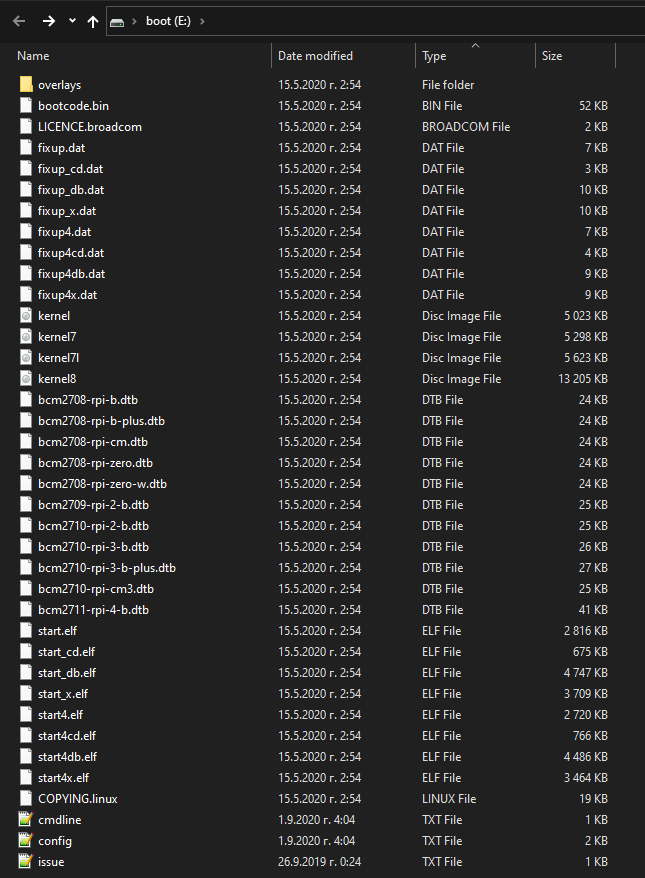 boot (E:)
Name Date modified Type Size
overlays 15.5.2020 г. 2:54 File folder
bootcode.bin 15.5.2020 г. 2:54 BIN File 52 KB
LICENCE.broadcom 15.5.2020 г. 2:54 BROADCOM File 2 KB
fixup.dat 15.5.2020 г. 2:54 DAT File 7 KB
fixup_cd.dat 15.5.2020 г. 2:54 DAT File 3 KB
fixup_db.dat 15.5.2020 г. 2:54 DAT File 10 KB
fixup_x.dat 15.5.2020 г. 2:54 DAT File 10 KB
fixup4.dat 15.5.2020 г. 2:54 DAT File 7 KB
fixup4cd.dat 15.5.2020 г. 2:54 DAT File 4 KB
fixup4db.dat 15.5.2020 г. 2:54 DAT File 9 KB
fixup4x.dat 15.5.2020 г. 2:54 DAT File 9 KB
kernel 15.5.2020 г. 2:54 Disc Image File 5 023 KB
kernel7 15.5.2020 г. 2:54 Disc Image File 5 298 KB
kernel7l 15.5.2020 г. 2:54 Disc Image File 5 623 KB
kernel8 15.5.2020 г. 2:54 Disc Image File 13 205 KB
bcm2708-rpi-b.dtb 15.5.2020 г. 2:54 DTB File 24 KB
bcm2708-rpi-b-plus.dtb 15.5.2020 г. 2:54 DTB File 24 KB
bcm2708-rpi-cm.dtb 15.5.2020 г. 2:54 DTB File 24 KB
bcm2708-rpi-zero.dtb 15.5.2020 г. 2:54 DTB File 24 KB
bcm2708-rpi-zero-w.dtb 15.5.2020 г. 2:54 DTB File 24 KB
bcm2709-rpi-2-b.dtb 15.5.2020 г. 2:54 DTB File 25 KB
bcm2710-rpi-2-b.dtb 15.5.2020 г. 2:54 DTB File 25 KB
bcm2710-rpi-3-b.dtb 15.5.2020 г. 2:54 DTB File 26 KB
bcm2710-rpi-3-b-plus.dtb 15.5.2020 г. 2:54 DTB File 27 KB
bcm2710-rpi-cm3.dtb 15.5.2020 г. 2:54 DTB File 25 KB
bcm2711-rpi-4-b.dtb 15.5.2020 г. 2:54 DTB File 41 KB
start.elf 15.5.2020 г. 2:54 ELF File 2 816 KB
start_cd.elf 15.5.2020 г. 2:54 ELF File 675 KB
start_db.elf 15.5.2020 г. 2:54 ELF File 4 747 KB
start_x.elf 15.5.2020 г. 2:54 ELF File 3 709 KB
start4.elf 15.5.2020 г. 2:54 ELF File 2 720 KB
start4cd.elf 15.5.2020 г. 2:54 ELF File 766 KB
start4db.elf 15.5.2020 г. 2:54 ELF File 4 486 KB
start4x.elf 15.5.2020 г. 2:54 ELF File 3 464 KB
COPYING.linux 15.5.2020 г. 2:54 LINUX File 19 KB
cmdline 1.9.2020 г. 4:04 TXT File 1 KB
config 1.9.2020 г. 4:04 TXT File 2 KB
issue 26.9.2019 г. 0:24 TXT File 1 KB